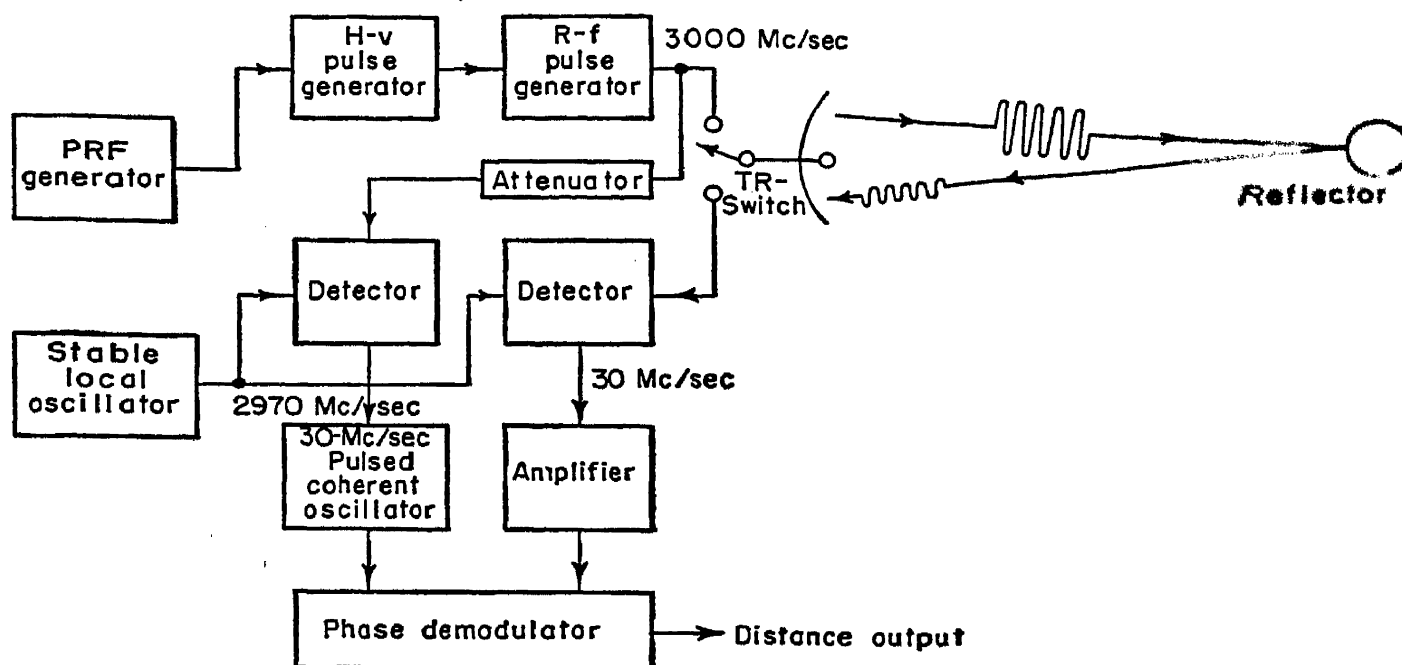 H-v
pulse
generator
R-f
pulse
generator
3000 Mc/sec
PRF
generator
Attenuator
TR-
Switch
Reflector
Detector
Detector
Stable
local
oscillator
2970 Mc/sec
30 Mc/sec
30-Mc/sec
Pulsed
coherent
oscillator
Amplifier
Phase demodulator
Distance output